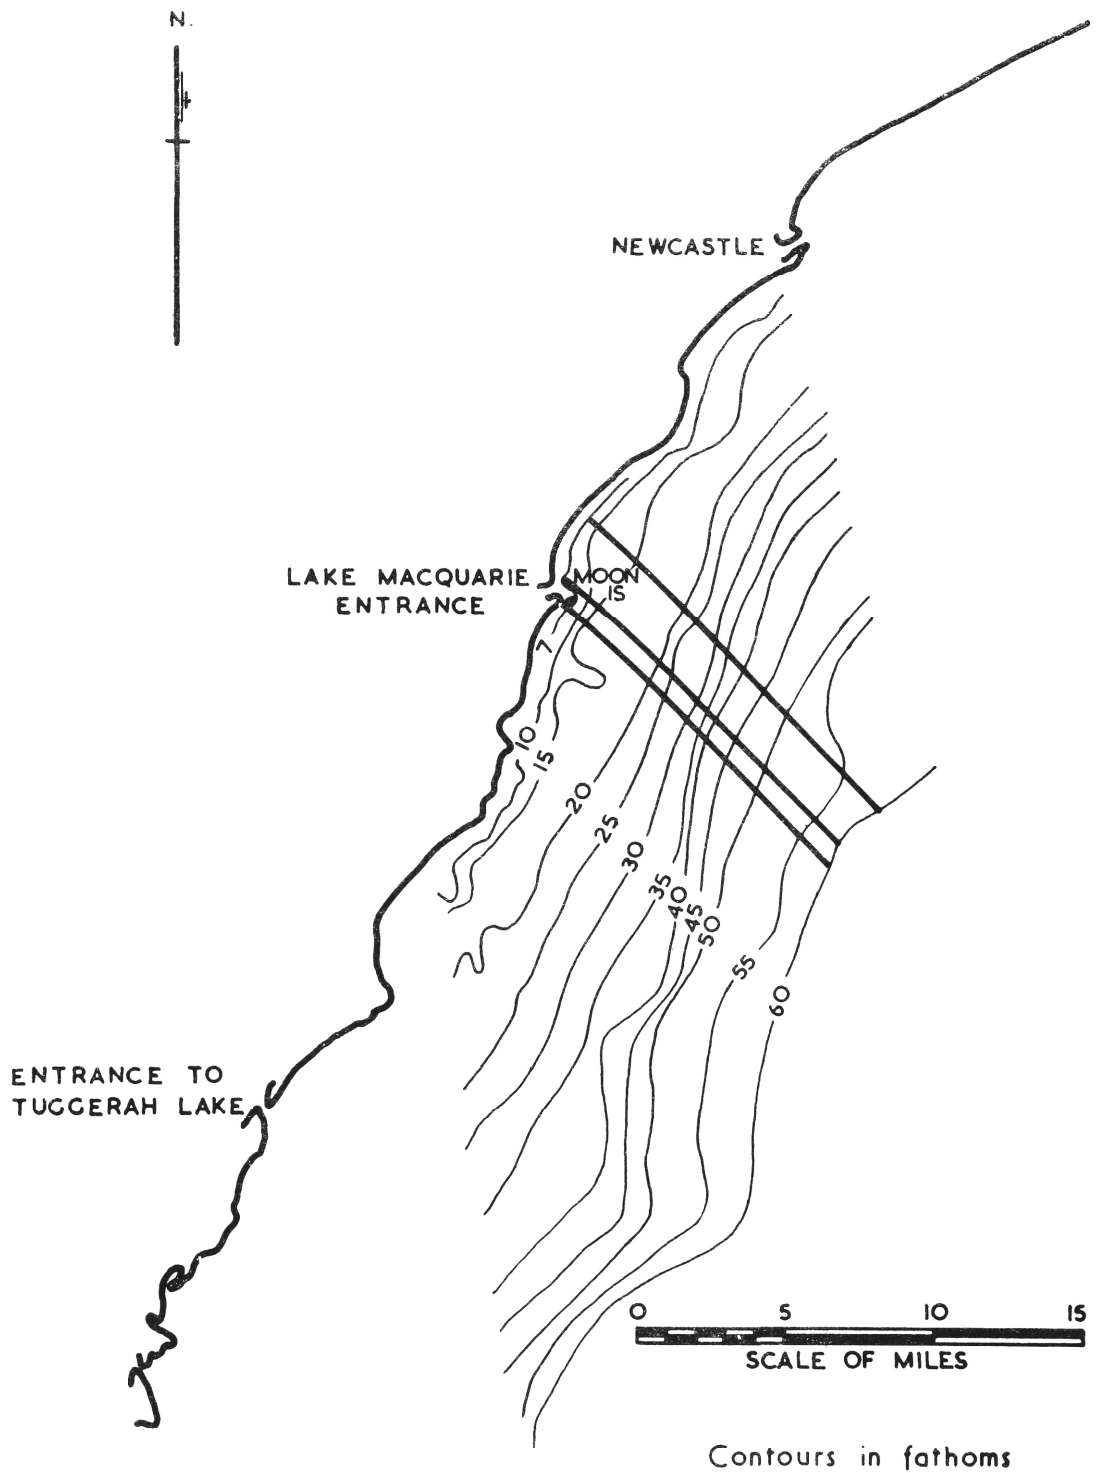 N.
NEWCASTLE
LAKE MACQUARIE
ENTRANCE
MOON
IS
7
10
15
20
25
30
35
40
45
50
55
60
ENTRANCE TO
TUGGERAH LAKE
0 5 10 15
SCALE OF MILES
Contours in fathoms